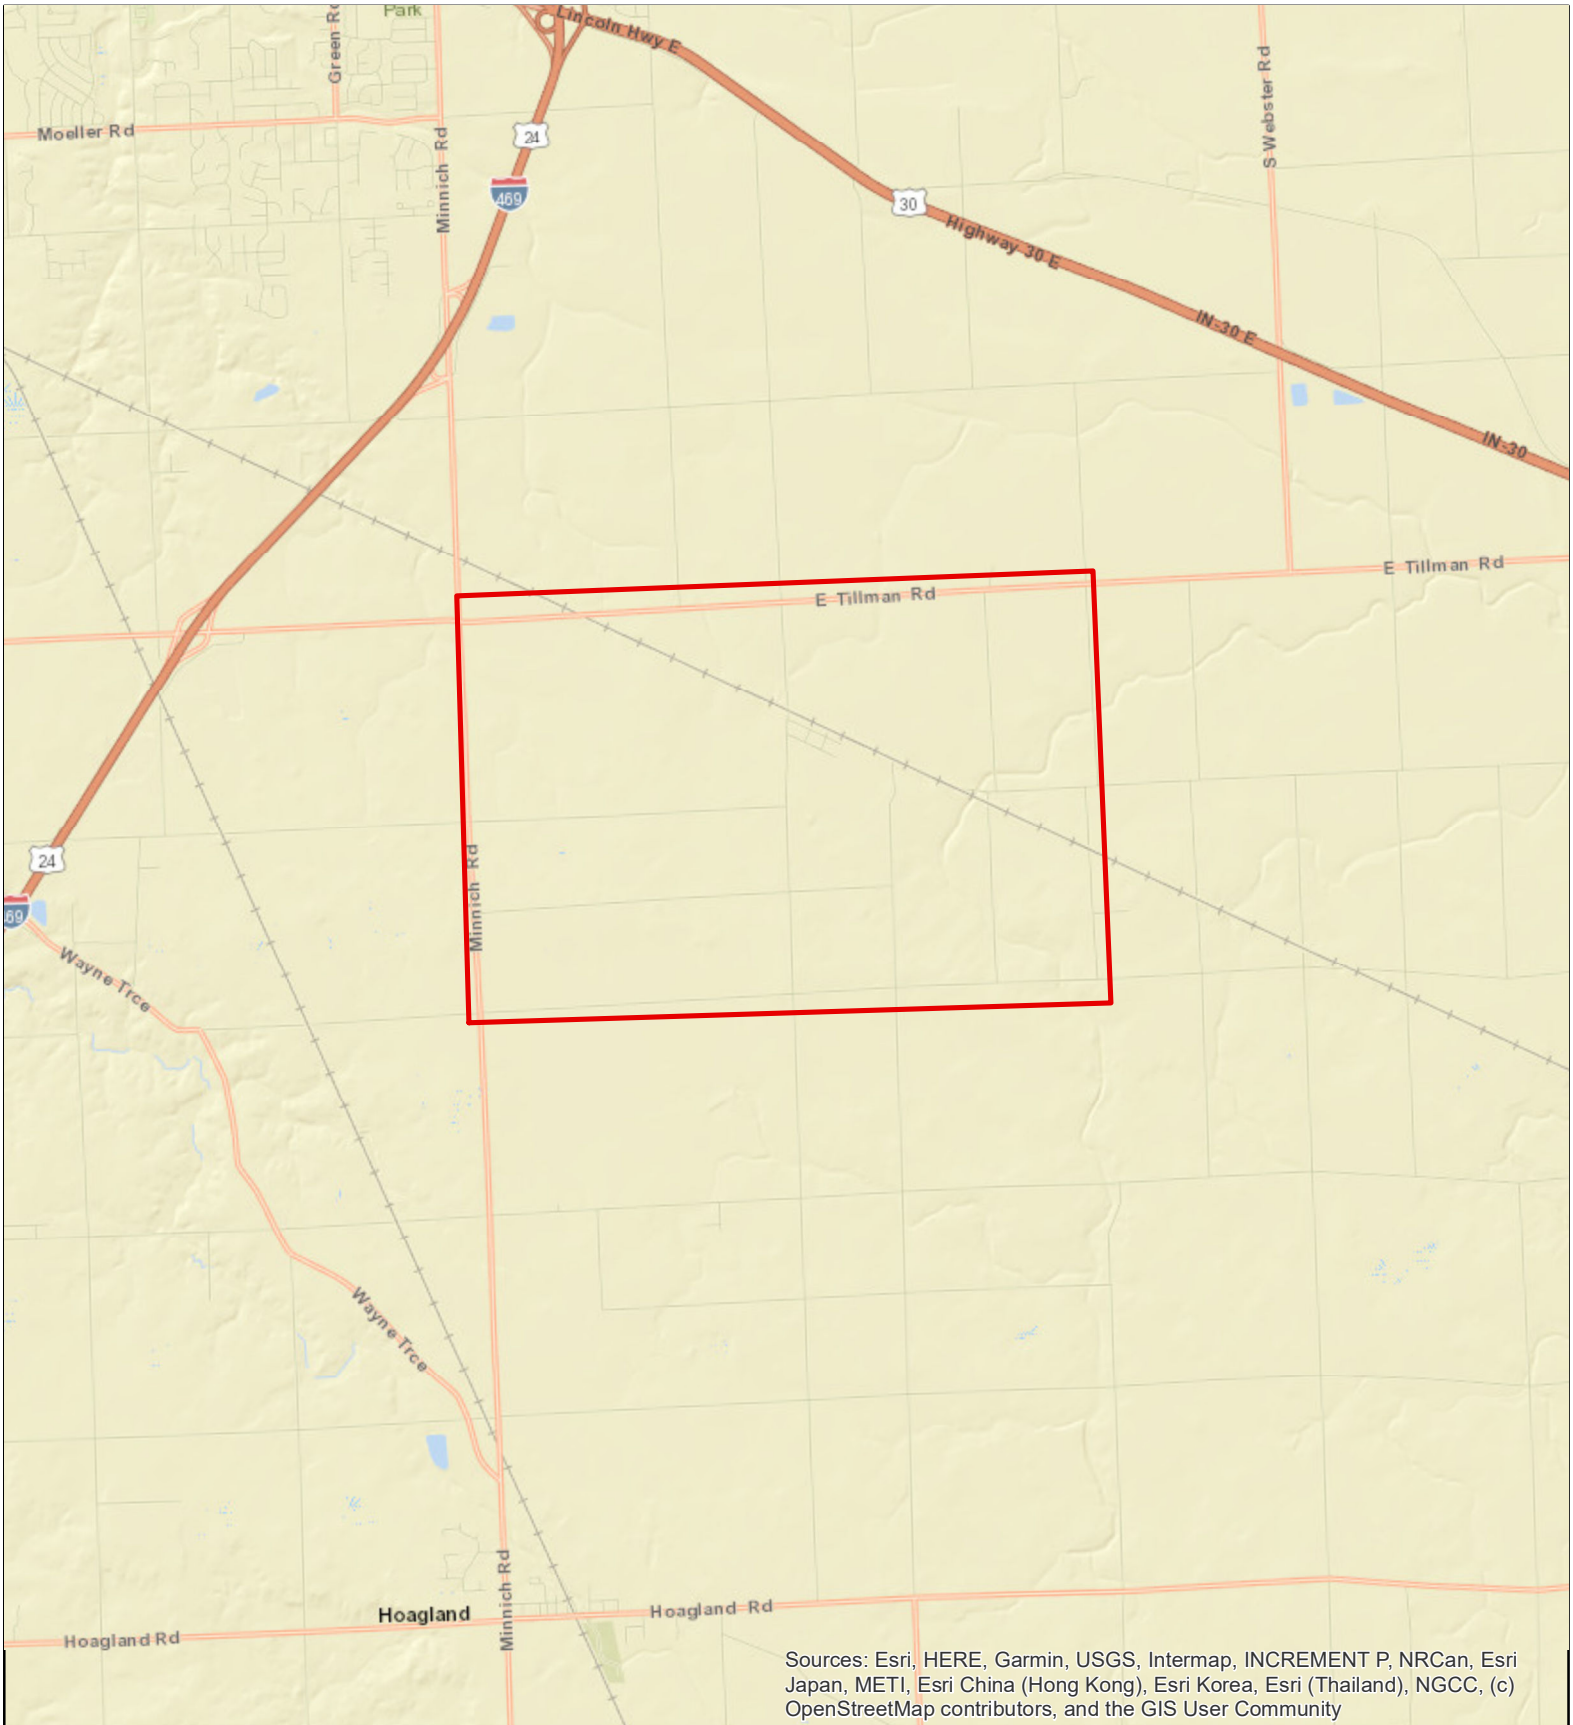 Park
Green Rd
Lincoln Hwy E
S Webster Rd
Moeller Rd
24
Minnich Rd
469
30
Highway 30 E
IN-30 E
IN-30
E Tillman Rd
E Tillman Rd
24
Minnich Rd
69
Wayne Trce
Wayne Trce
Minnich Rd
Hoagland
Hoagland Rd
Hoagland Rd
Sources: Esri, HERE, Garmin, USGS, Intermap, INCREMENT P, NRCan, Esri
Japan, METI, Esri China (Hong Kong), Esri Korea, Esri (Thailand), NGCC, (c)
OpenStreetMap contributors, and the GIS User Community